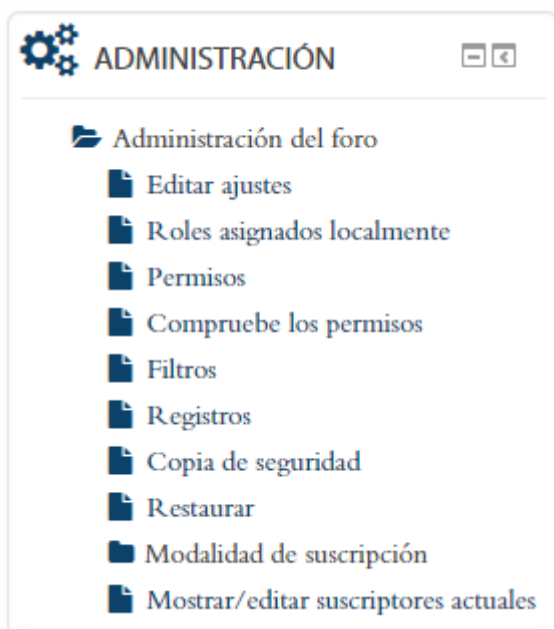 ADMINISTRACIÓN
Administración del foro
Editar ajustes
Roles asignados localmente
Permisos
Compruebe los permisos
Filtros
Registros
Copia de seguridad
Restaurar
Modalidad de suscripción
Mostrar/editar suscriptores actuales